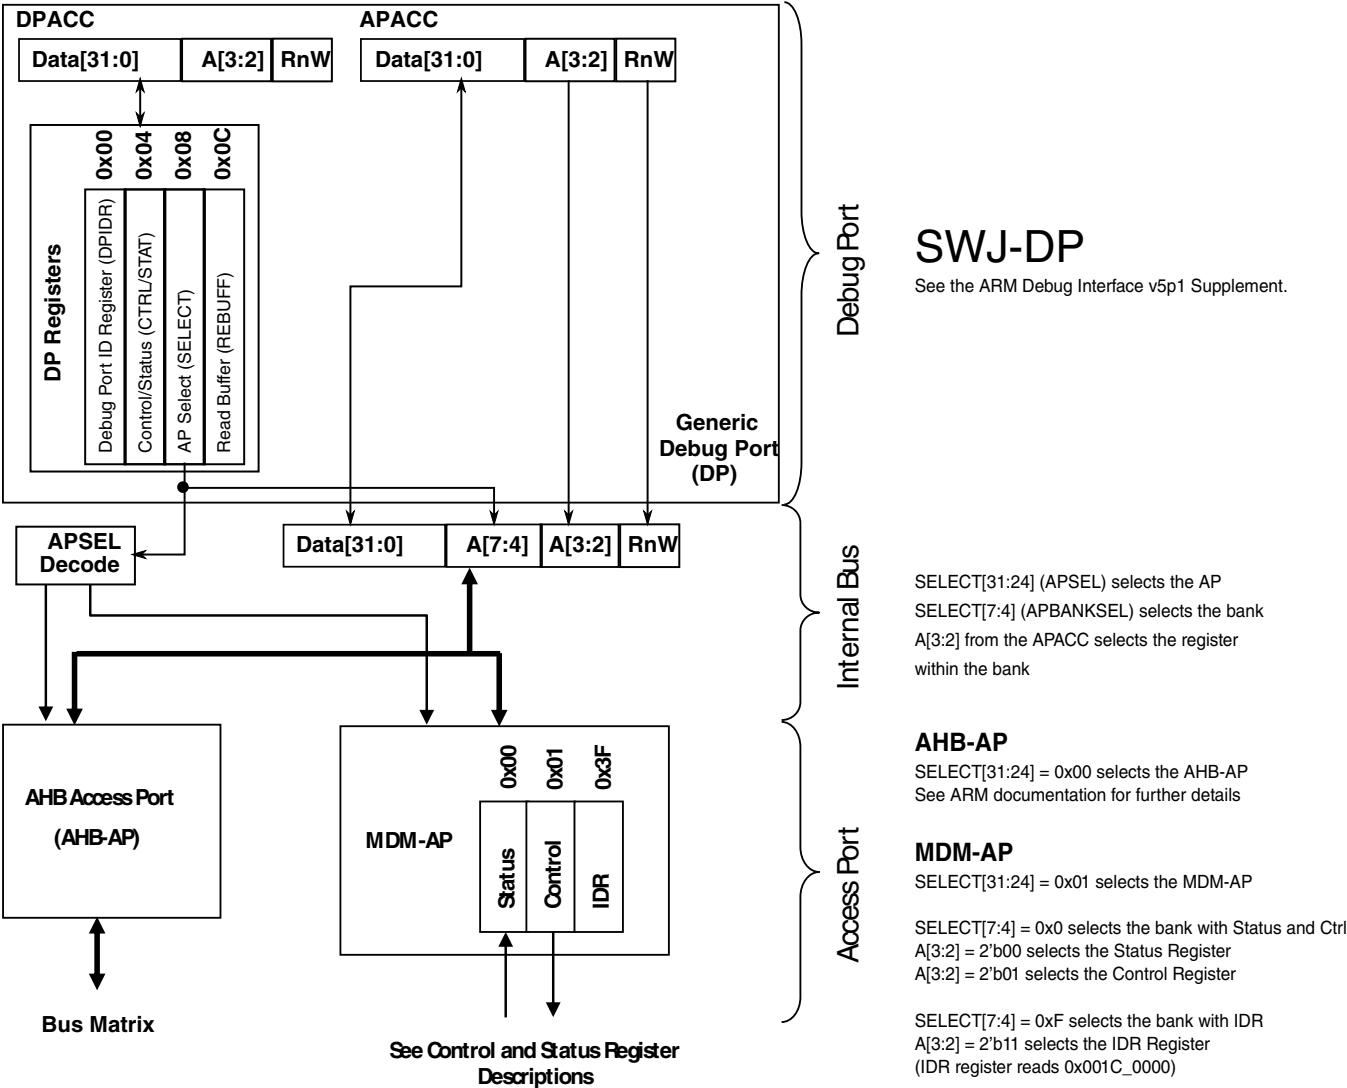 DPACC
APACC
Data[31:0]
A[3:2]
RnW
Data[31:0]
A[3:2]
RnW
0x00
0x04
0x08
0x0C
DP Registers
Debug Port ID Register (DPIDR)
Control/Status (CTRL/STAT)
AP Select (SELECT)
Read Buffer (REBUFF)
Generic
Debug Port
(DP)
Debug Port
SWJ-DP
See the ARM Debug Interface v5p1 Supplement.
APSEL
Decode
Data[31:0]
A[7:4]
A[3:2]
RnW
Internal Bus
SELECT[31:24] (APSEL) selects the AP
SELECT[7:4] (APBANKSEL) selects the bank
A[3:2] from the APACC selects the register
within the bank
AHB Access Port
(AHB-AP)
Bus Matrix
MDM-AP
0x00
0x01
0x3F
Status
Control
IDR
See Control and Status Register
Descriptions
Access Port
AHB-AP
SELECT[31:24] = 0x00 selects the AHB-AP
See ARM documentation for further details
MDM-AP
SELECT[31:24] = 0x01 selects the MDM-AP
SELECT[7:4] = 0x0 selects the bank with Status and Ctrl
A[3:2] = 2'b00 selects the Status Register
A[3:2] = 2'b01 selects the Control Register
SELECT[7:4] = 0xF selects the bank with IDR
A[3:2] = 2'b11 selects the IDR Register
(IDR register reads 0x001C_0000)